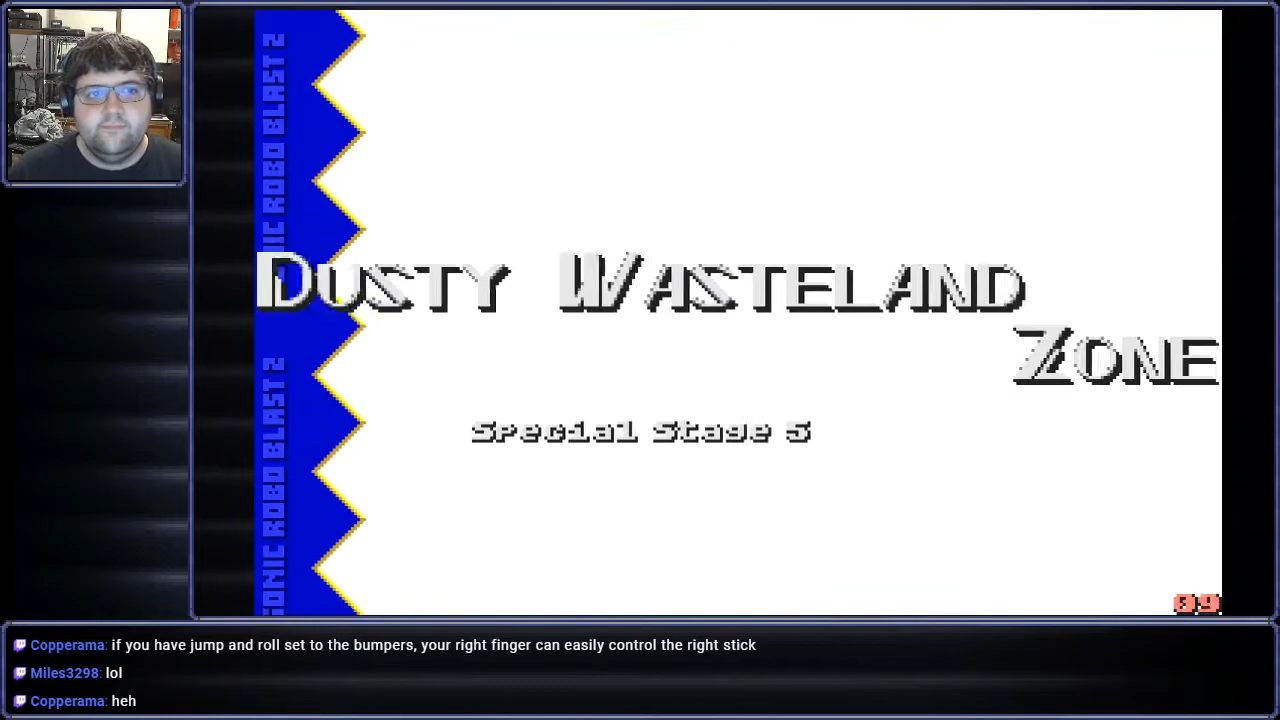 SONIC ROBO BLAST 2
SONIC ROBO BLAST 2
DUSTY WASTELAND
ZONE
Special Stage 5
09
Copperama: if you have jump and roll set to the bumpers, your right finger can easily control the right stick
Miles3298: lol
Copperama: heh